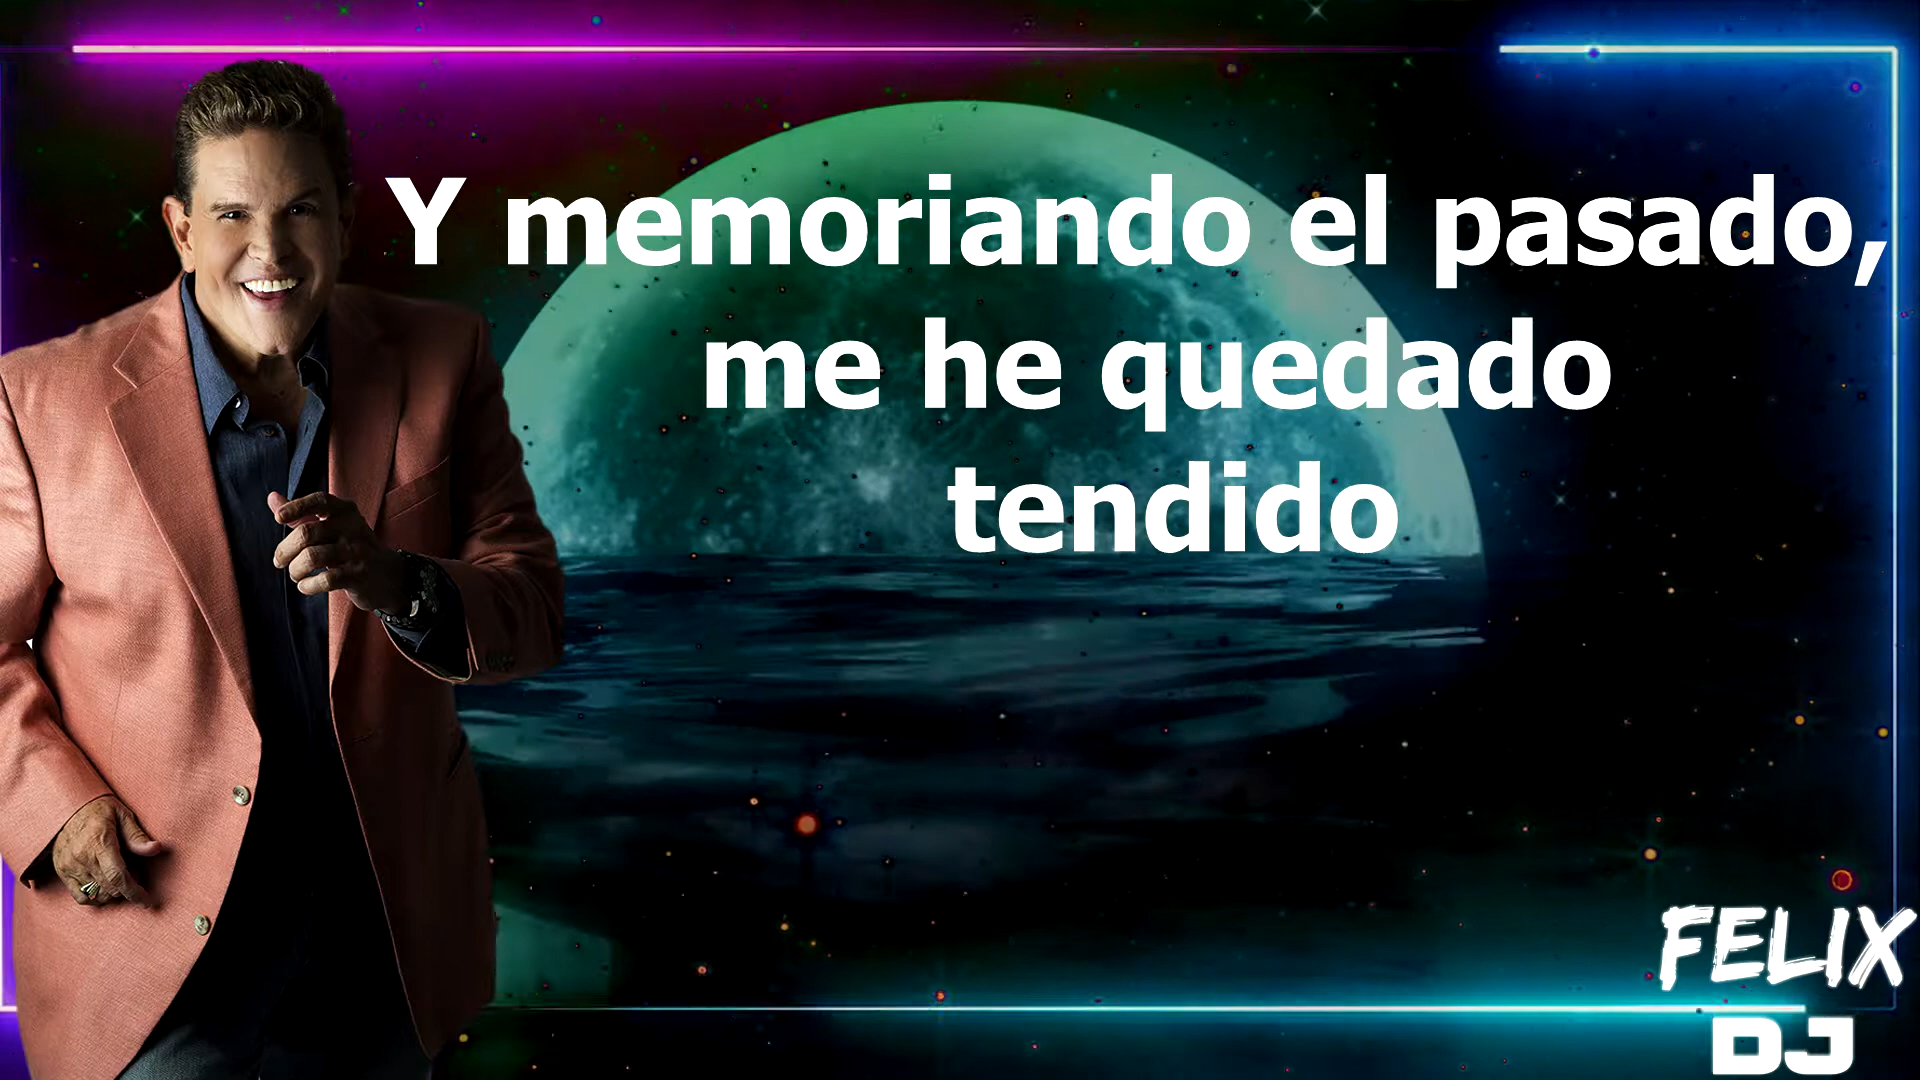 Y memoriando el pasado,
me he quedado
tendido
FELIX
DJ